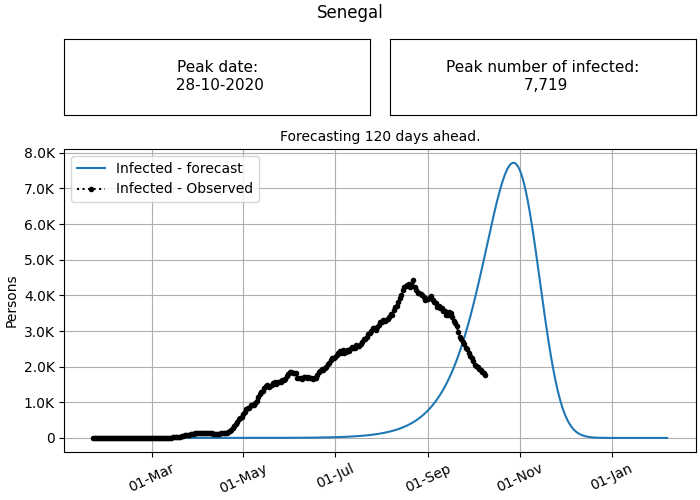 Senegal
Peak date:
28-10-2020
Peak number of infected:
7,719
Forecasting 120 days ahead.
8.0K
7.0K
6.0K
5.0K
4.0K
3.0K
2.0K
1.0K
0
Persons
Infected - forecast
Infected - Observed
01-Mar
01-May
01-Jul
01-Sep
01-Nov
01-Jan